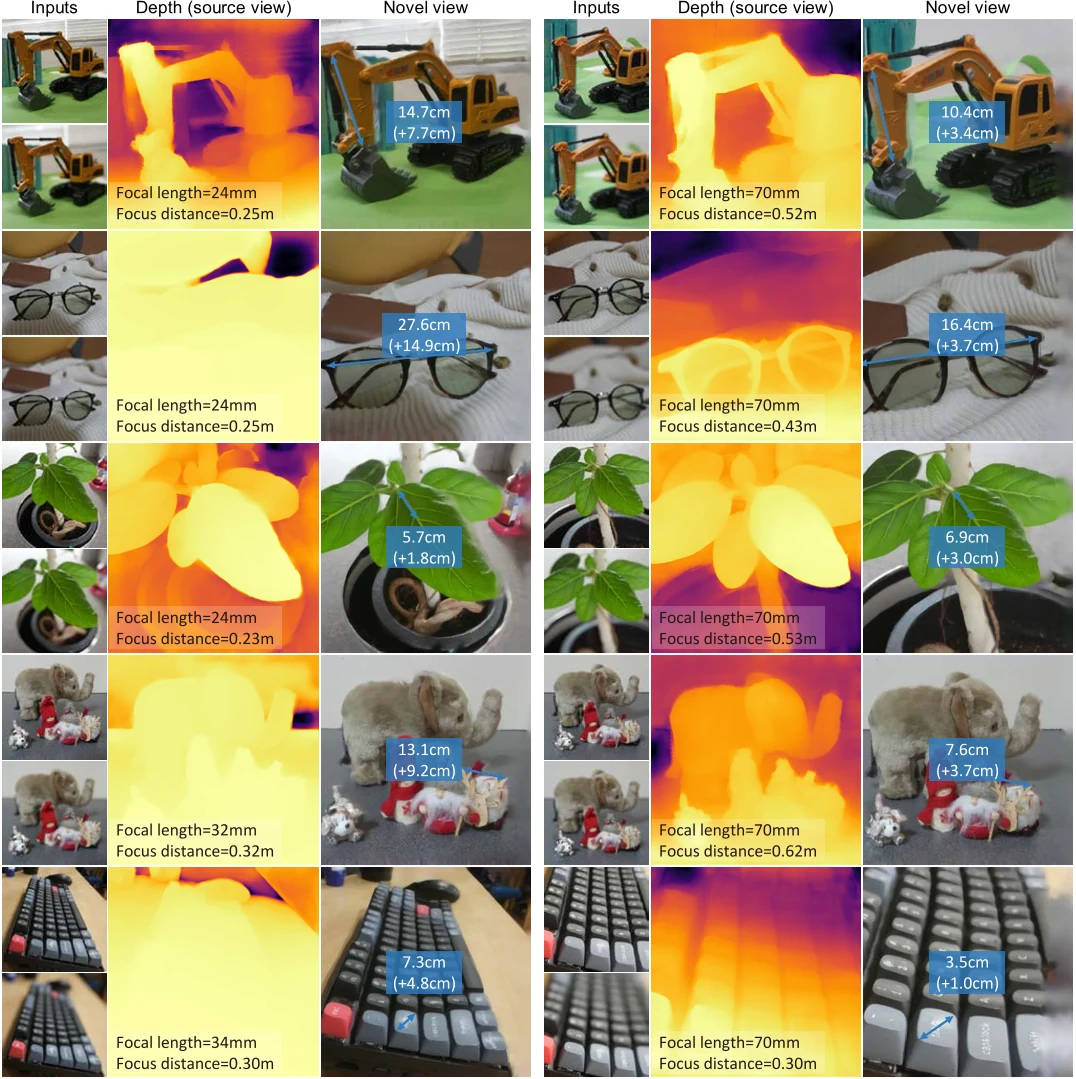 Inputs
Depth (source view)
Novel view
Inputs
Depth (source view)
Novel view
14.7cm
(+7.7cm)
Focal length=24mm
Focus distance=0.25m
10.4cm
(+3.4cm)
Focal length=70mm
Focus distance=0.52m
27.6cm
(+14.9cm)
Focal length=24mm
Focus distance=0.25m
16.4cm
(+3.7cm)
Focal length=70mm
Focus distance=0.43m
5.7cm
(+1.8cm)
Focal length=24mm
Focus distance=0.23m
6.9cm
(+3.0cm)
Focal length=70mm
Focus distance=0.53m
13.1cm
(+9.2cm)
Focal length=32mm
Focus distance=0.32m
7.6cm
(+3.7cm)
Focal length=70mm
Focus distance=0.62m
7.3cm
(+4.8cm)
Focal length=34mm
Focus distance=0.30m
3.5cm
(+1.0cm)
Focal length=70mm
Focus distance=0.30m